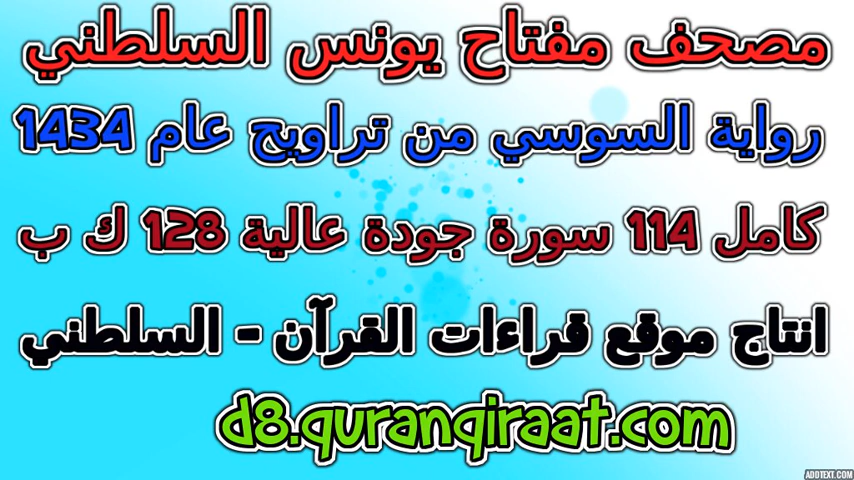 مصحف مفتاح يونس السلطني
رواية السوسي من تراويح عام 1434
كامل 114 سورة جودة عالية 128 ك ب
انتاج موقع قراءات القرآن - السلطني
d8.quranqiraat.com
ADDTEXT.COM